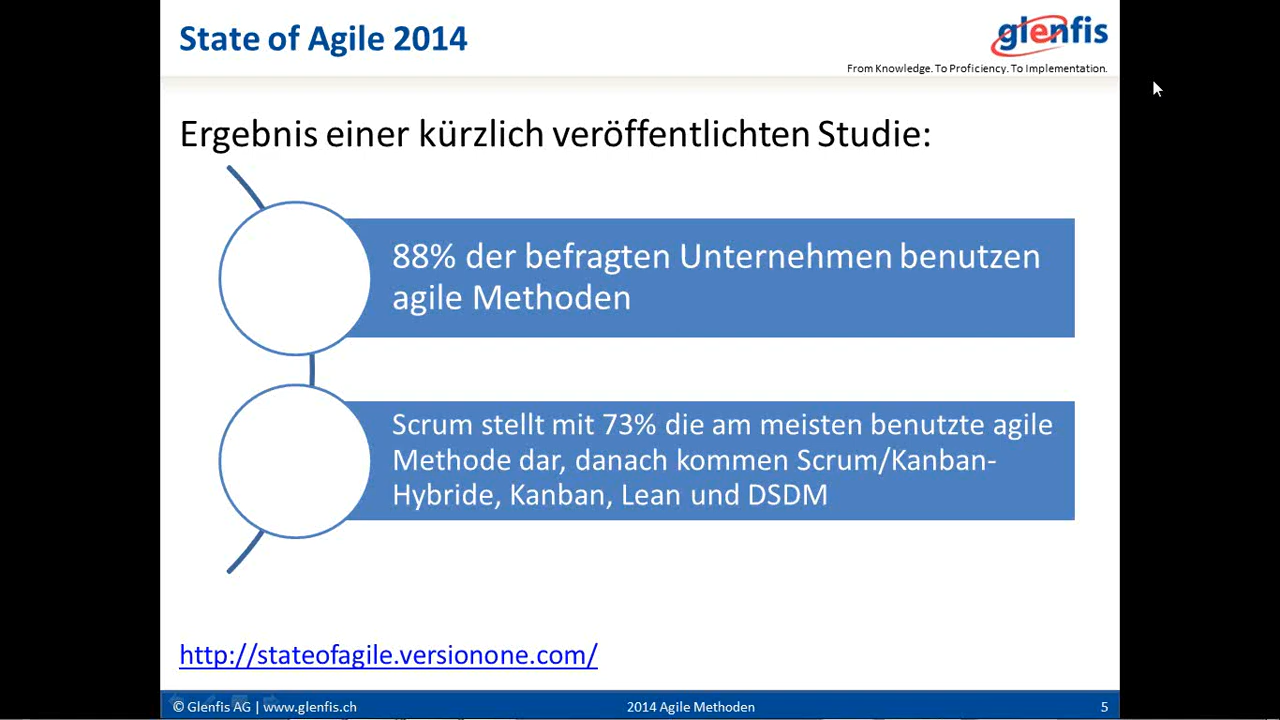 State of Agile 2014
glenfis
From Knowledge. To Proficiency. To Implementation.
Ergebnis einer kürzlich veröffentlichten Studie:
88% der befragten Unternehmen benutzen
agile Methoden
Scrum stellt mit 73% die am meisten benutzte agile
Methode dar, danach kommen Scrum/Kanban-
Hybride, Kanban, Lean und DSDM
http://stateofagile.versionone.com/
© Glenfis AG | www.glenfis.ch
2014 Agile Methoden
5